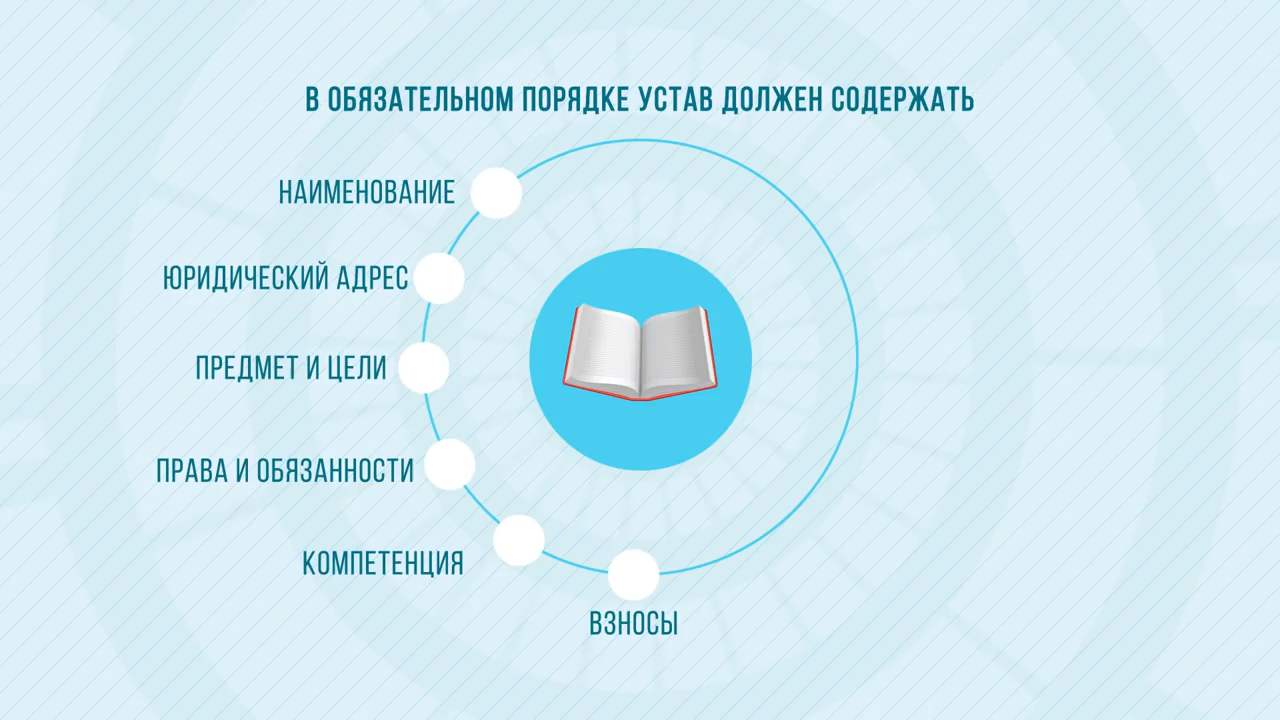 В ОБЯЗАТЕЛЬНОМ ПОРЯДКЕ УСТАВ ДОЛЖЕН СОДЕРЖАТЬ
НАИМЕНОВАНИЕ
ЮРИДИЧЕСКИЙ АДРЕС
ПРЕДМЕТ И ЦЕЛИ
ПРАВА И ОБЯЗАННОСТИ
КОМПЕТЕНЦИЯ
ВЗНОСЫ